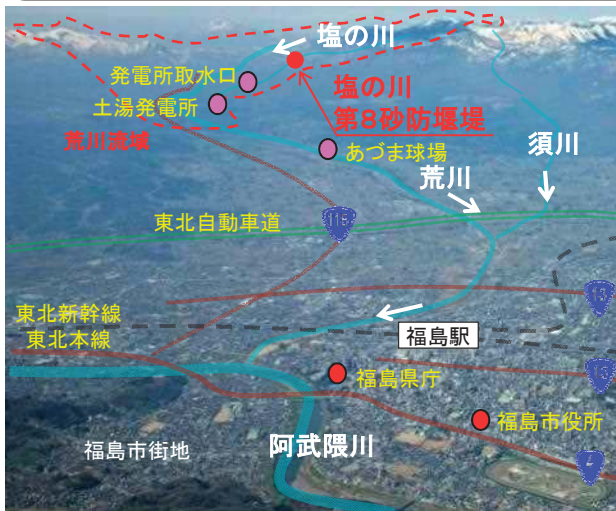 塩の川
発電所取水口
塩の川
第8砂防堰堤
土湯発電所
荒川流域
あづま球場
荒川
須川
東北自動車道
115
13
東北新幹線
東北本線
福島駅
13
福島県庁
福島市役所
福島市街地
阿武隈川
4